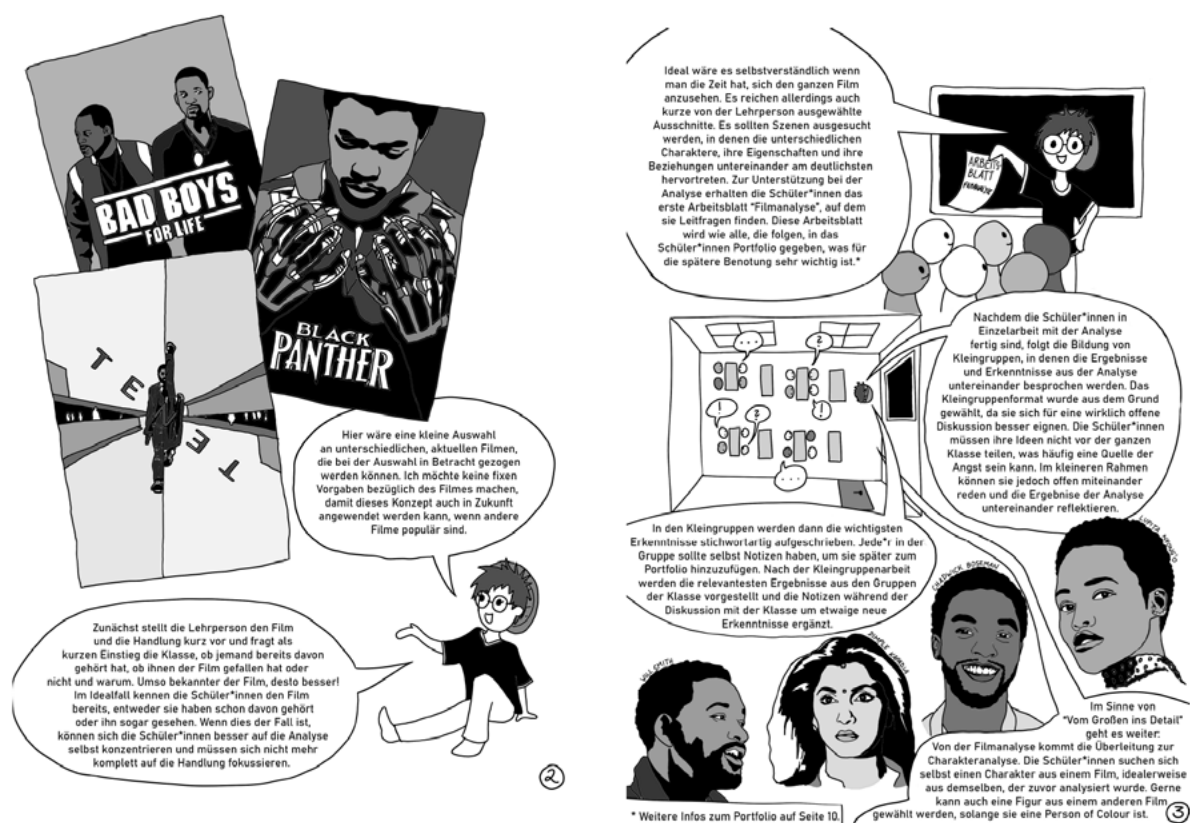 BAD BOYS
FOR LIFE
BLACK
PANTHER
TENET
Hier wäre eine kleine Auswahl
an unterschiedlichen, aktuellen Filmen,
die bei der Auswahl in Betracht gezogen
werden können. Ich möchte keine fixen
Vorgaben bezüglich des Filmes machen,
damit dieses Konzept auch in Zukunft
angewendet werden kann, wenn andere
Filme populär sind.
Zunächst stellt die Lehrperson den Film
und die Handlung kurz vor und fragt als
kurzen Einstieg die Klasse, ob jemand bereits davon
gehört hat, ob ihnen der Film gefallen hat oder
nicht und warum. Umso bekannter der Film, desto besser!
Im Idealfall kennen die Schüler*innen den Film
bereits, entweder sie haben schon davon gehört
oder ihn sogar gesehen. Wenn dies der Fall ist,
können sich die Schüler*innen besser auf die Analyse
selbst konzentrieren und müssen sich nicht mehr
komplett auf die Handlung fokussieren.
2
Ideal wäre es selbstverständlich wenn
man die Zeit hat, sich den ganzen Film
anzusehen. Es reichen allerdings auch
kurze von der Lehrperson ausgewählte
Ausschnitte. Es sollten Szenen ausgesucht
werden, in denen die unterschiedlichen
Charaktere, ihre Eigenschaften und ihre
Beziehungen untereinander am deutlichsten
hervortreten. Zur Unterstützung bei der
Analyse erhalten die Schüler*innen das
erste Arbeitsblatt "Filmanalyse", auf dem
sie Leitfragen finden. Diese Arbeitsblatt
wird wie alle, die folgen, in das
Schüler*innen Portfolio gegeben, was für
die spätere Benotung sehr wichtig ist.*
ARBEITS
BLATT
FILMANALYSE
Nachdem die Schüler*innen in
Einzelarbeit mit der Analyse
fertig sind, folgt die Bildung von
Kleingruppen, in denen die Ergebnisse
und Erkenntnisse aus der Analyse
untereinander besprochen werden. Das
Kleingruppenformat wurde aus dem Grund
gewählt, da sie sich für eine wirklich offene
Diskussion besser eignen. Die Schüler*innen
müssen ihre Ideen nicht vor der ganzen
Klasse teilen, was häufig eine Quelle der
Angst sein kann. Im kleineren Rahmen
können sie jedoch offen miteinander
reden und die Ergebnise der Analyse
untereinander reflektieren.
...
?
!
?
!
...
In den Kleingruppen werden dann die wichtigsten
Erkenntnisse stichwortartig aufgeschrieben. Jede*r in der
Gruppe sollte selbst Notizen haben, um sie später zum
Portfolio hinzuzufügen. Nach der Kleingruppenarbeit
werden die relevantesten Ergebnisse aus den Gruppen
der Klasse vorgestellt und die Notizen während der
Diskussion mit der Klasse um etwaige neue
Erkenntnisse ergänzt.
WILL SMITH
DIMPLE KAPADIA
CHADWICK BOSEMAN
LUPITA NYONG'O
Im Sinne von
"Vom Großen ins Detail"
geht es weiter:
Von der Filmanalyse kommt die Überleitung zur
Charakteranalyse. Die Schüler*innen suchen sich
selbst einen Charakter aus einem Film, idealerweise
aus demselben, der zuvor analysiert wurde. Gerne
kann auch eine Figur aus einem anderen Film
gewählt werden, solange sie eine Person of Colour ist.
* Weitere Infos zum Portfolio auf Seite 10.
3